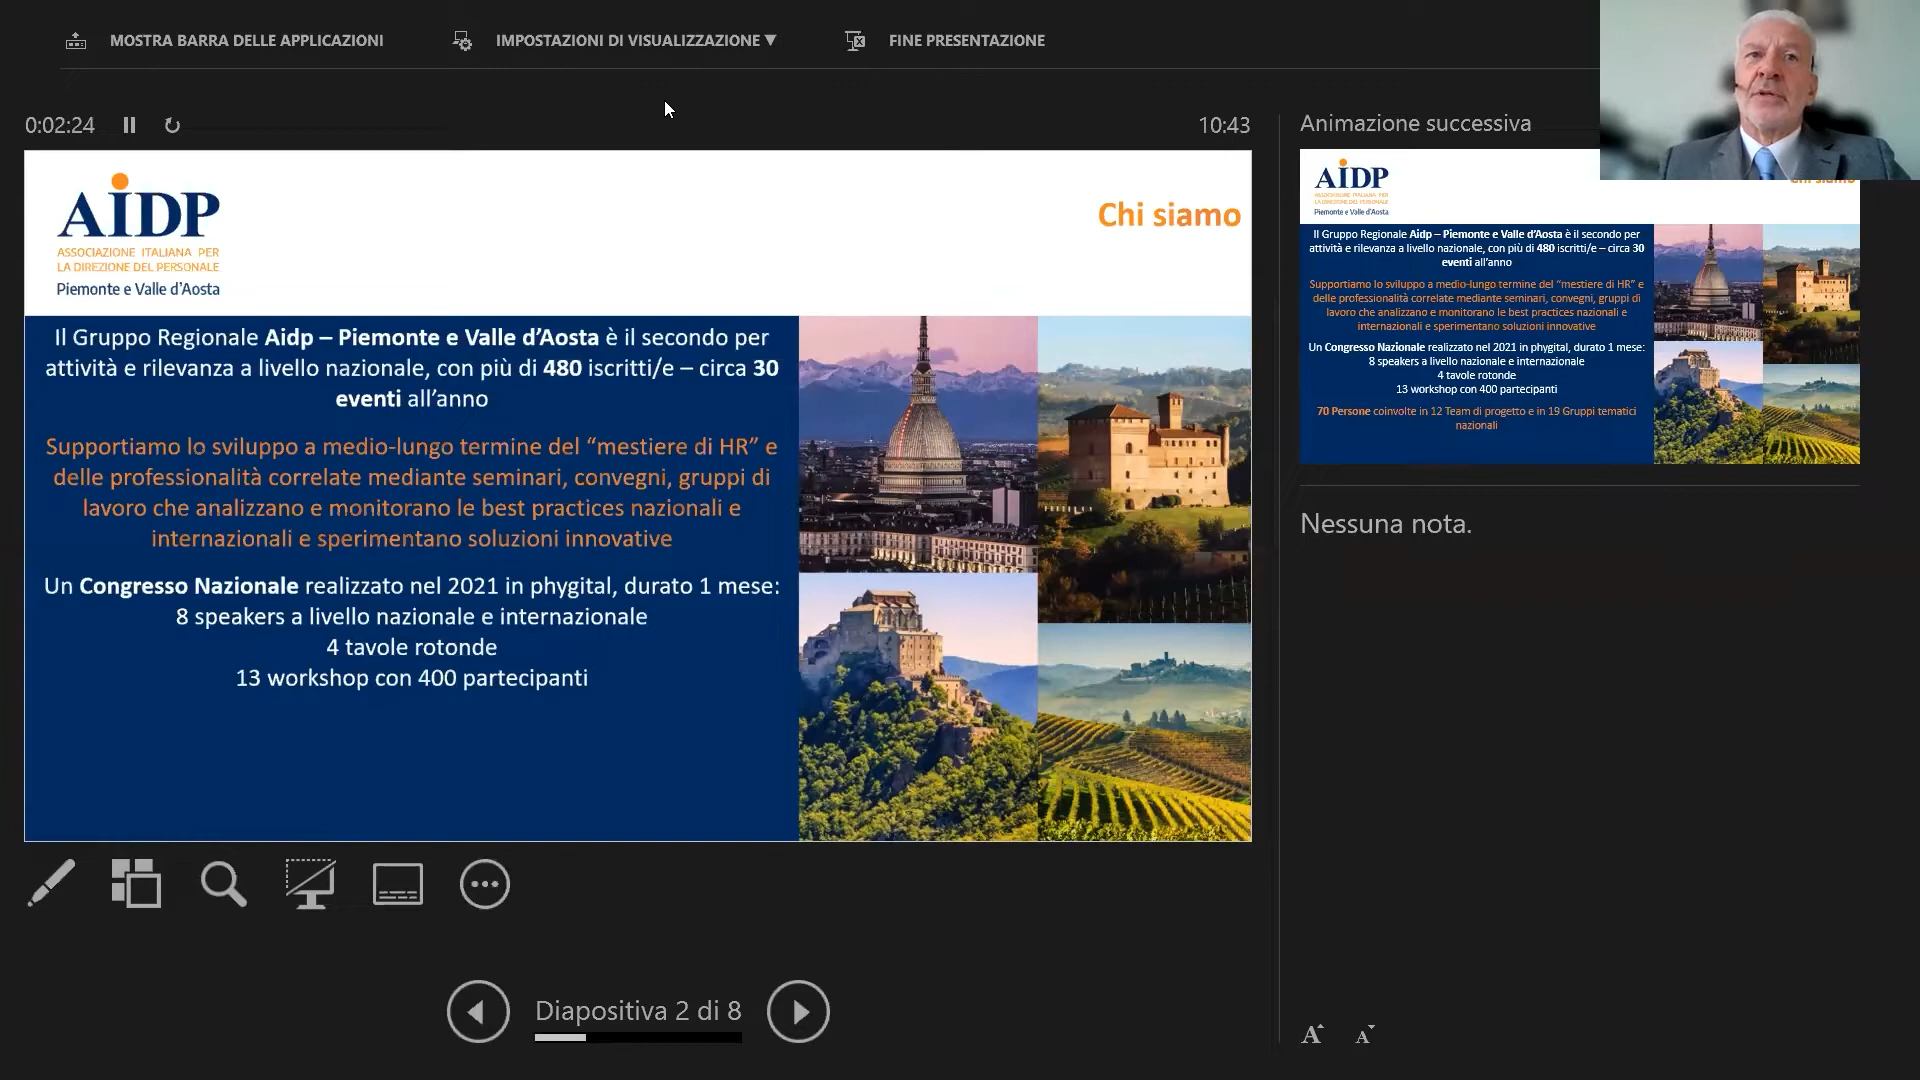 MOSTRA BARRA DELLE APPLICAZIONI
IMPOSTAZIONI DI VISUALIZZAZIONE ▼
FINE PRESENTAZIONE
0:02:24
10:43
AIDP
ASSOCIAZIONE ITALIANA PER
LA DIREZIONE DEL PERSONALE
Piemonte e Valle d’Aosta
Chi siamo
Il Gruppo Regionale Aidp – Piemonte e Valle d’Aosta è il secondo per
attività e rilevanza a livello nazionale, con più di 480 iscritti/e – circa 30
eventi all’anno
Supportiamo lo sviluppo a medio-lungo termine del “mestiere di HR” e
delle professionalità correlate mediante seminari, convegni, gruppi di
lavoro che analizzano e monitorano le best practices nazionali e
internazionali e sperimentano soluzioni innovative
Un Congresso Nazionale realizzato nel 2021 in phygital, durato 1 mese:
8 speakers a livello nazionale e internazionale
4 tavole rotonde
13 workshop con 400 partecipanti
Diapositiva 2 di 8
Animazione successiva
AIDP
ASSOCIAZIONE ITALIANA PER
LA DIREZIONE DEL PERSONALE
Piemonte e Valle d’Aosta
Chi siamo
Il Gruppo Regionale Aidp – Piemonte e Valle d’Aosta è il secondo per
attività e rilevanza a livello nazionale, con più di 480 iscritti/e – circa 30
eventi all’anno
Supportiamo lo sviluppo a medio-lungo termine del “mestiere di HR” e
delle professionalità correlate mediante seminari, convegni, gruppi di
lavoro che analizzano e monitorano le best practices nazionali e
internazionali e sperimentano soluzioni innovative
Un Congresso Nazionale realizzato nel 2021 in phygital, durato 1 mese:
8 speakers a livello nazionale e internazionale
4 tavole rotonde
13 workshop con 400 partecipanti
70 Persone coinvolte in 12 Team di progetto e in 19 Gruppi tematici
nazionali
Nessuna nota.
A A